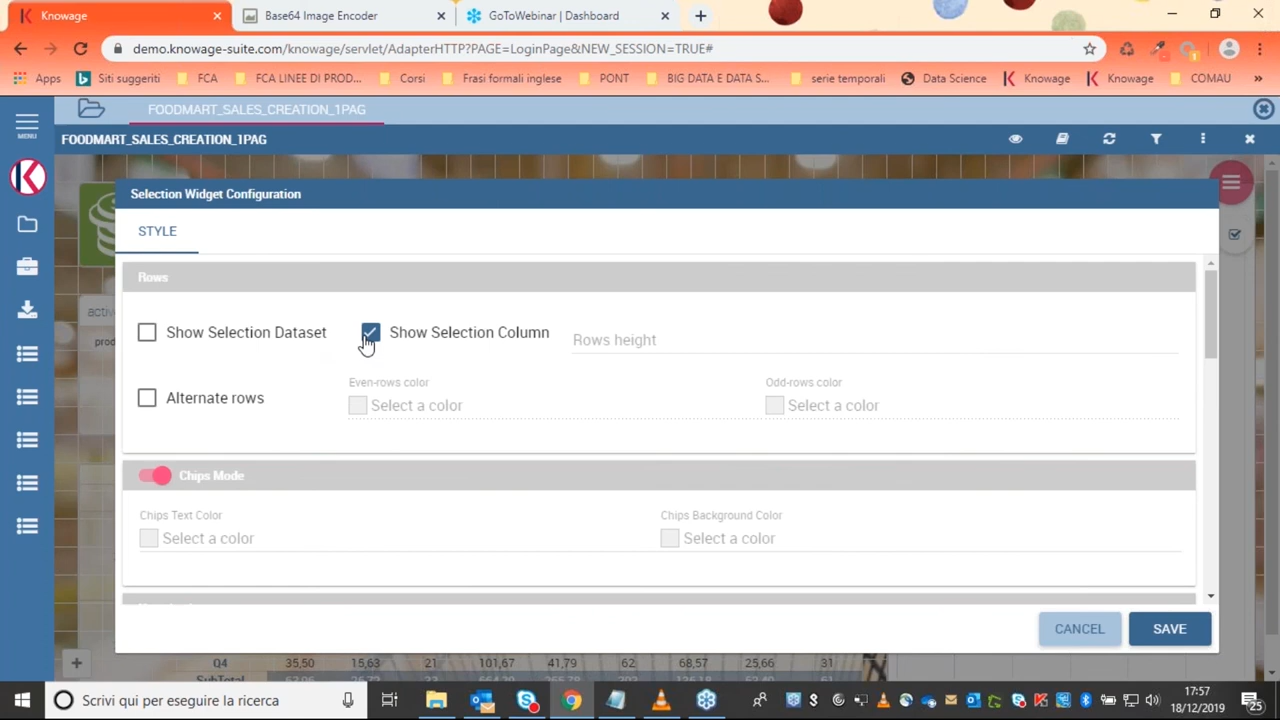 Knowage
Base64 Image Encoder
GoToWebinar | Dashboard
demo.knowage-suite.com/knowage/servlet/AdapterHTTP?PAGE=LoginPage&NEW_SESSION=TRUE#
Apps Siti suggeriti FCA FCA LINEE DI PROD... Corsi Frasi formali inglese PONT BIG DATA E DATA S... serie temporali Data Science Knowage Knowage COMAU »
MENU
FOODMART_SALES_CREATION_1PAG
FOODMART_SALES_CREATION_1PAG
Selection Widget Configuration
STYLE
Rows
Show Selection Dataset Show Selection Column Rows height
Alternate rows
Even-rows color Odd-rows color
Select a color Select a color
Chips Mode
Chips Text Color Chips Background Color
Select a color Select a color
CANCEL SAVE
Q4 35,50 15,63 21 101,67 41,79 62 68,57 25,66 31
Scrivi qui per eseguire la ricerca
17:57
18/12/2019
25